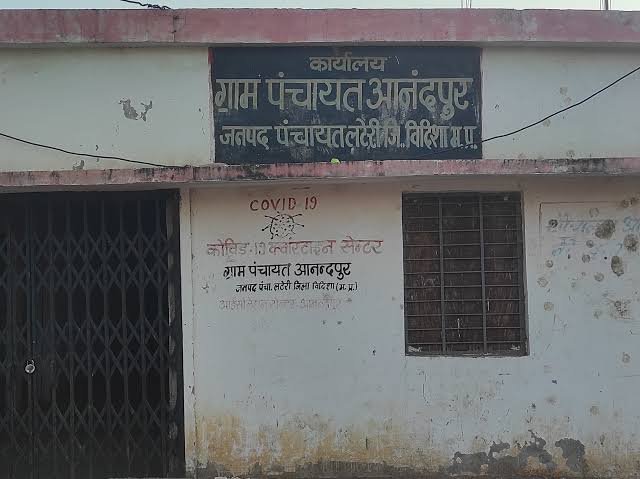 कार्यालय
ग्राम पंचायत आनंदपुर
जनपद पंचायत लटेरी जि. विदिशा म.प्र.
COVID 19
कोविड-19 क्वारंटाइन सेन्टर
ग्राम पंचायत आनन्दपुर
जनपद पंचा. लटेरी जिला विदिशा (म.प्र.)